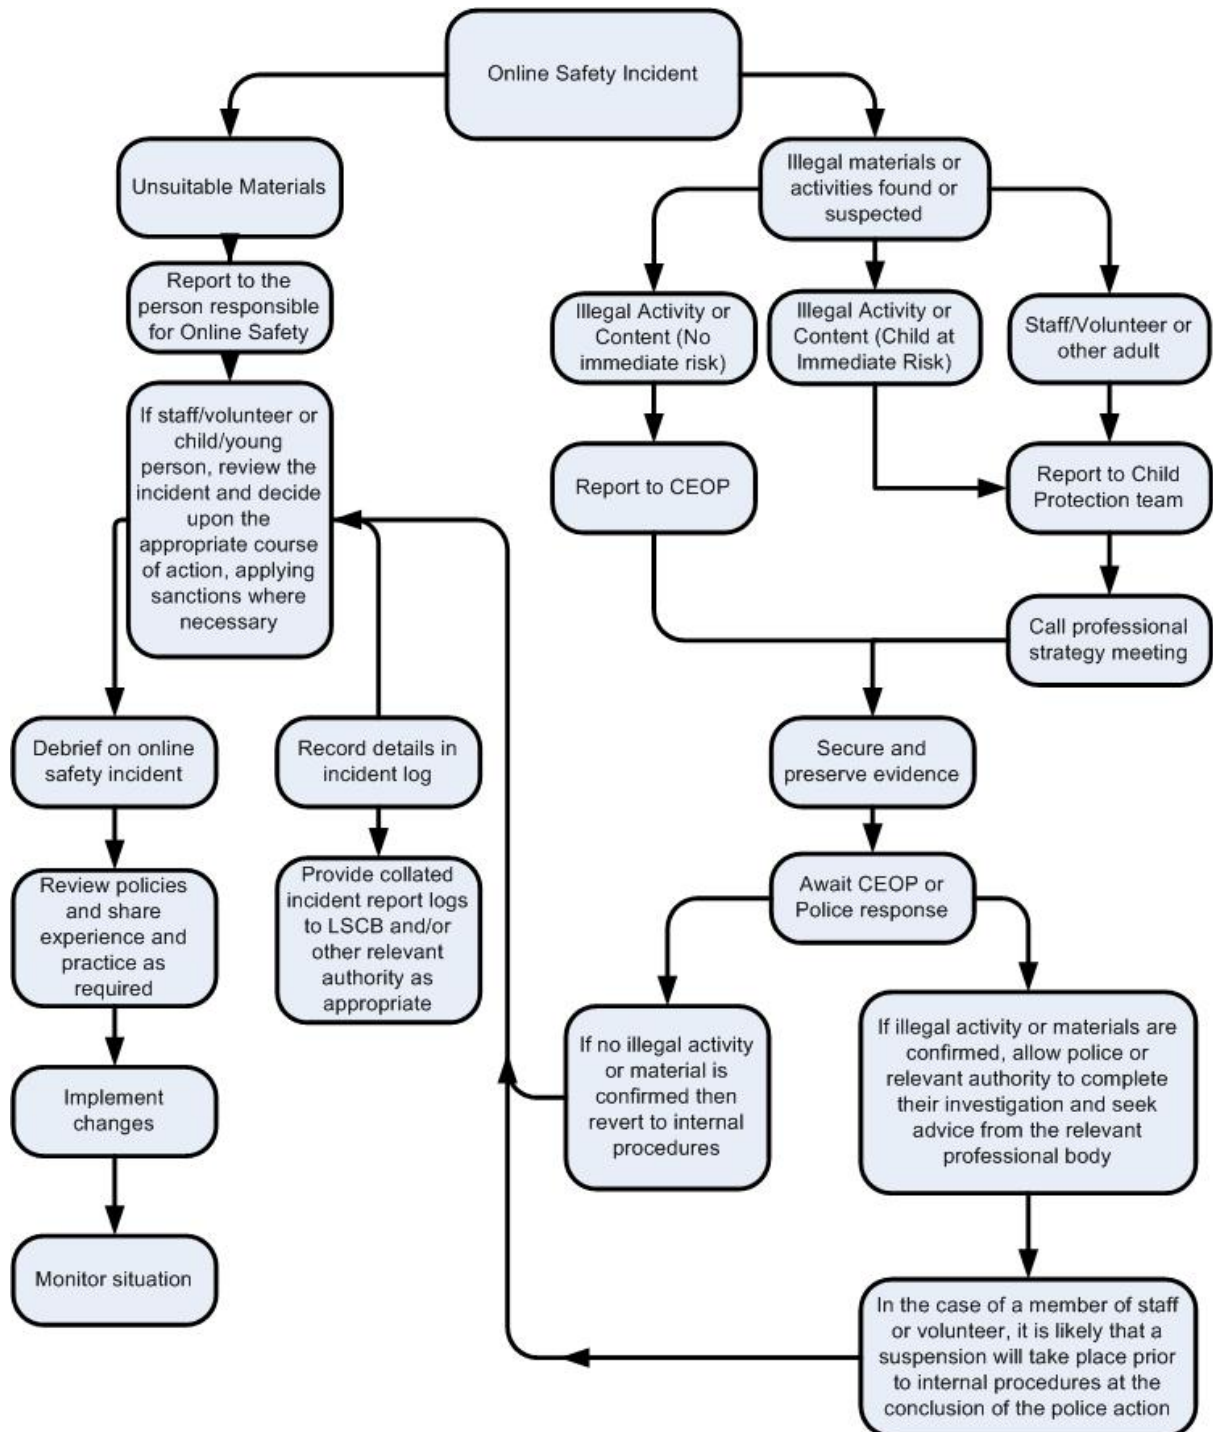 Online Safety Incident
Unsuitable Materials
Report to the
person responsible
for Online Safety
If staff/volunteer or
child/young
person, review the
incident and decide
upon the
appropriate course
of action, applying
sanctions where
necessary
Debrief on online
safety incident
Review policies
and share
experience and
practice as
required
Implement
changes
Monitor situation
Record details in
incident log
Provide collated
incident report logs
to LSCB and/or
other relevant
authority as
appropriate
Illegal materials or
activities found or
suspected
Illegal Activity or
Content (No
immediate risk)
Illegal Activity or
Content (Child at
Immediate Risk)
Staff/Volunteer or
other adult
Report to CEOP
Report to Child
Protection team
Call professional
strategy meeting
Secure and
preserve evidence
Await CEOP or
Police response
If no illegal activity
or material is
confirmed then
revert to internal
procedures
If illegal activity or materials are
confirmed, allow police or
relevant authority to complete
their investigation and seek
advice from the relevant
professional body
In the case of a member of staff
or volunteer, it is likely that a
suspension will take place prior
to internal procedures at the
conclusion of the police action